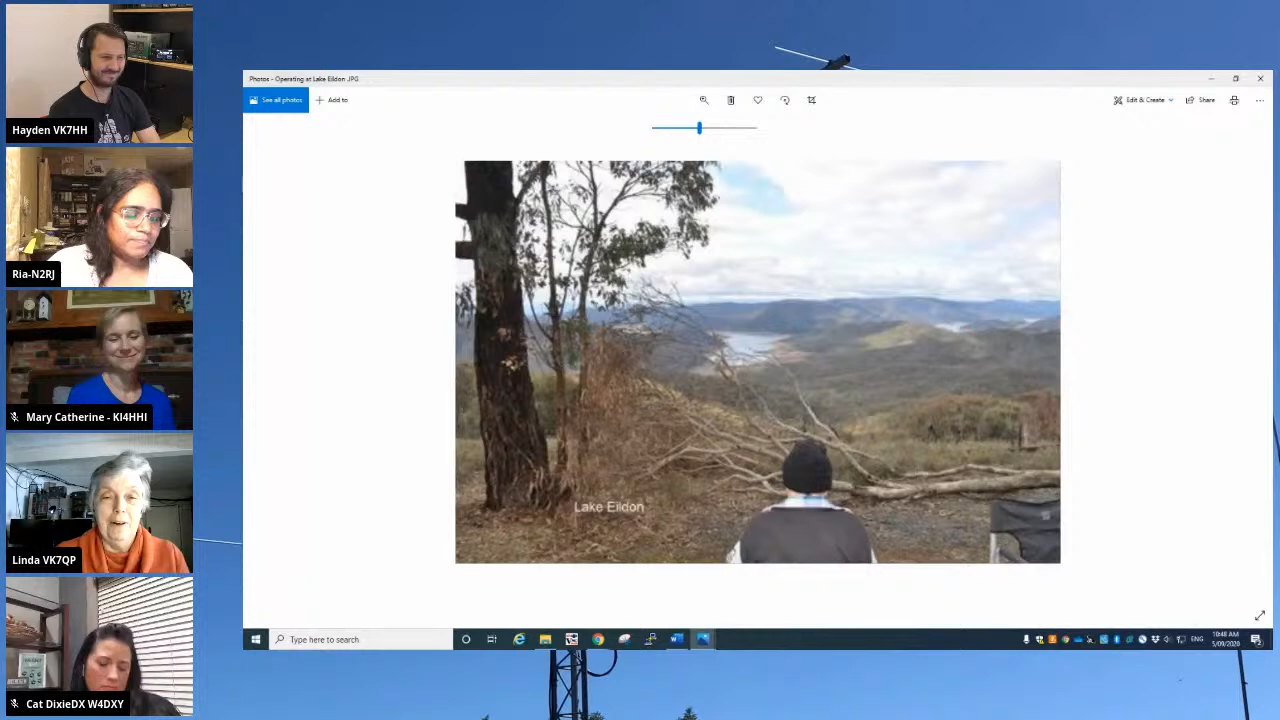 Hayden VK7HH
Ria-N2RJ
Mary Catherine - KI4HHI
Linda VK7QP
Cat DixieDX W4DXY
Photos - Operating at Lake Eildon.JPG
See all photos
Add to
Edit & Create
Share
Lake Eildon
Type here to search
ENG
10:48 AM
5/09/2020